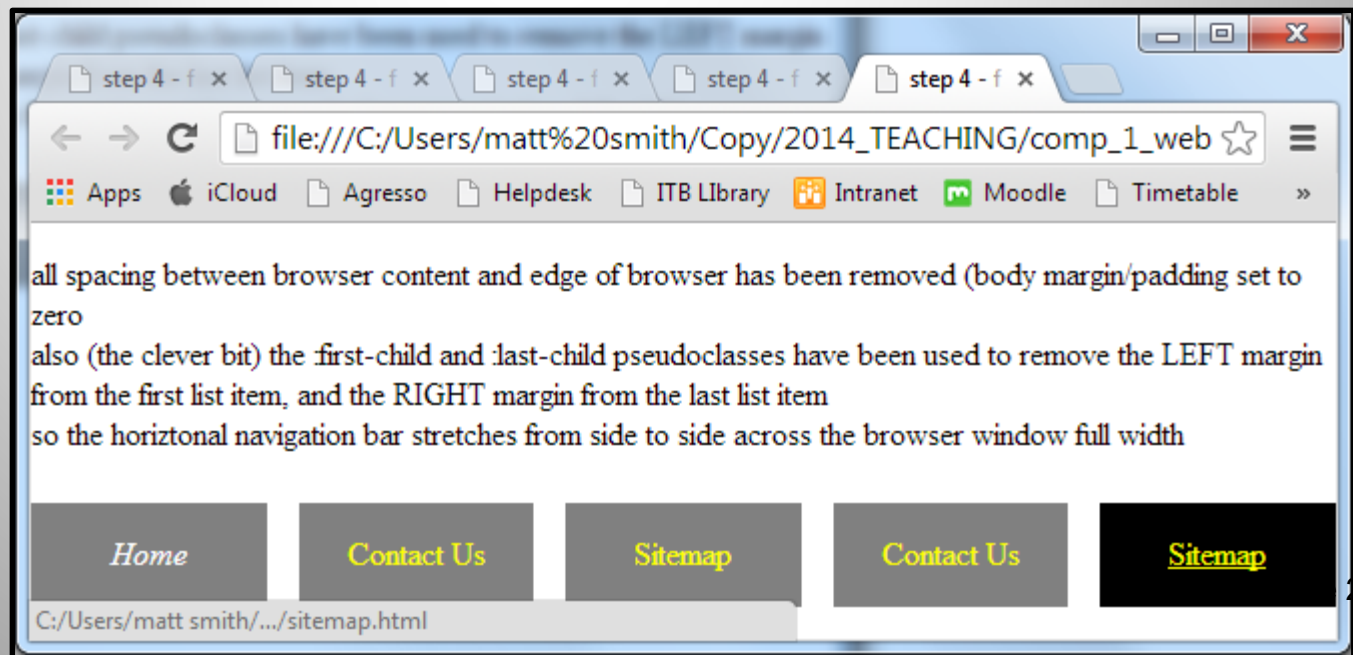 step 4 - f step 4 - f step 4 - f step 4 - f step 4 - f
file:///C:/Users/matt%20smith/Copy/2014_TEACHING/comp_1_web
Apps iCloud Agresso Helpdesk ITB LIbrary Intranet Moodle Timetable »
all spacing between browser content and edge of browser has been removed (body margin/padding set to
zero
also (the clever bit) the :first-child and :last-child pseudoclasses have been used to remove the LEFT margin
from the first list item, and the RIGHT margin from the last list item
so the horiztonal navigation bar stretches from side to side across the browser window full width
Home Contact Us Sitemap Contact Us Sitemap
2
C:/Users/matt smith/.../sitemap.html